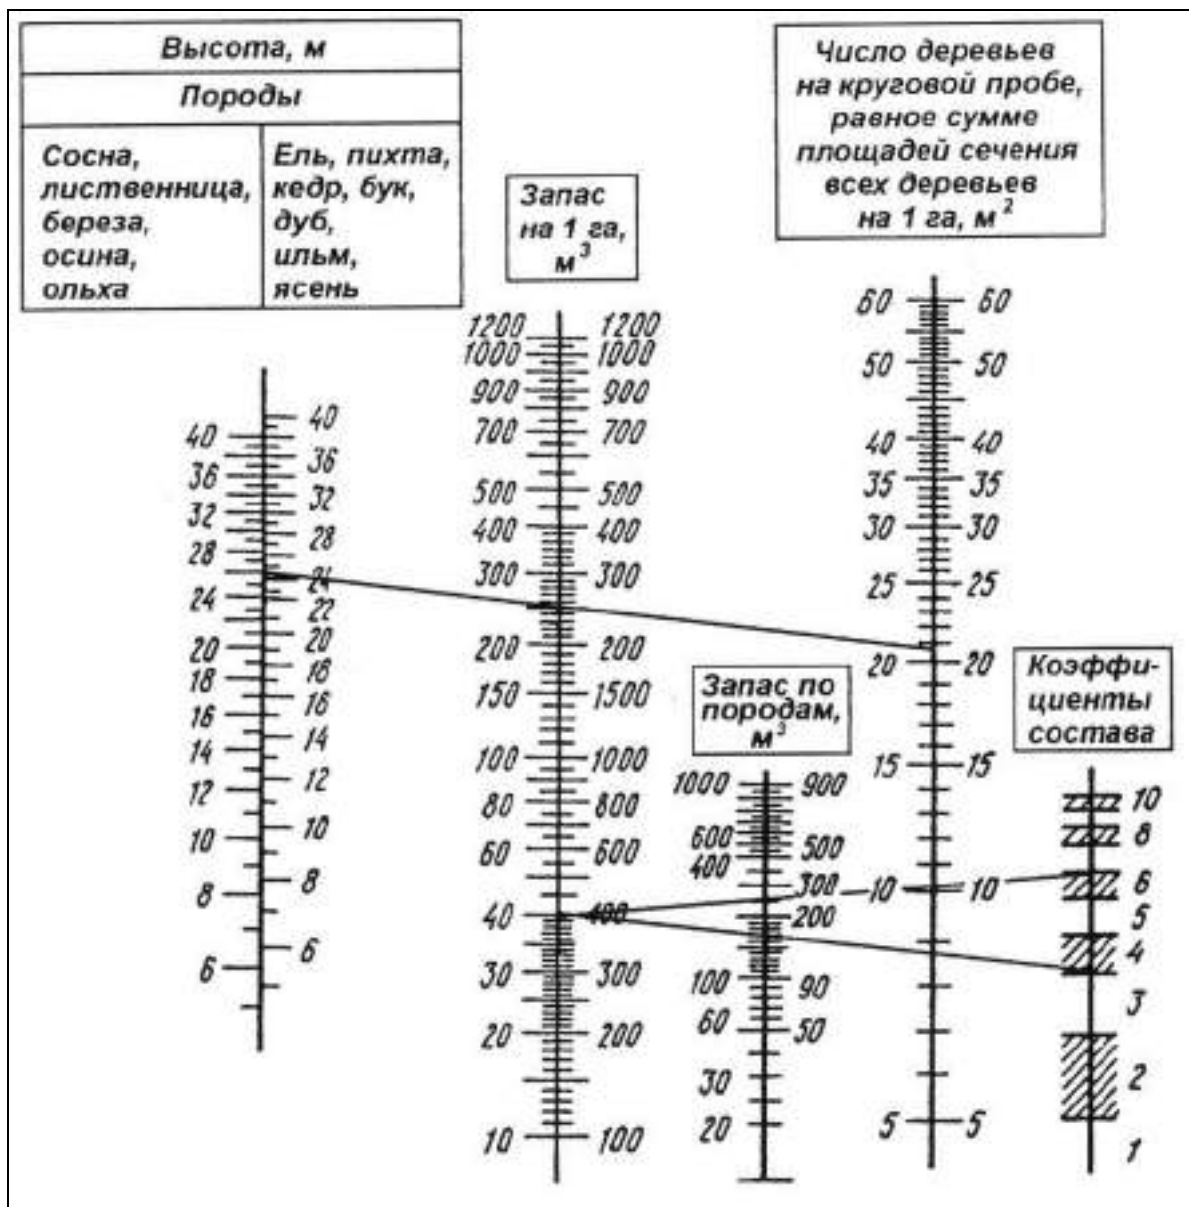 Высота, м
Породы
Сосна,
лиственница,
береза,
осина,
ольха
Ель, пихта,
кедр, бук,
дуб,
ильм,
ясень
Запас
на 1 га,
м³
Число деревьев
на круговой пробе,
равное сумме
площадей сечения
всех деревьев
на 1 га, м²
40 40
36 36
32 32
28 28
24 24
22
20 20
18 18
16 16
14 14
12 12
10 10
8 8
6 6
1200 1200
1000 1000
900 900
700 700
500 500
400 400
300 300
200 200
150 1500
100 1000
80 800
60 600
40 400
30 300
20 200
10 100
Запас по
породам,
м³
1000 900
600 500
400 300
200
100 90
60 50
30
20
60 60
50 50
40 40
35 35
30 30
25 25
20 20
15 15
10 10
5 5
Коэффи-
циенты
состава
10
8
6
5
4
3
2
1